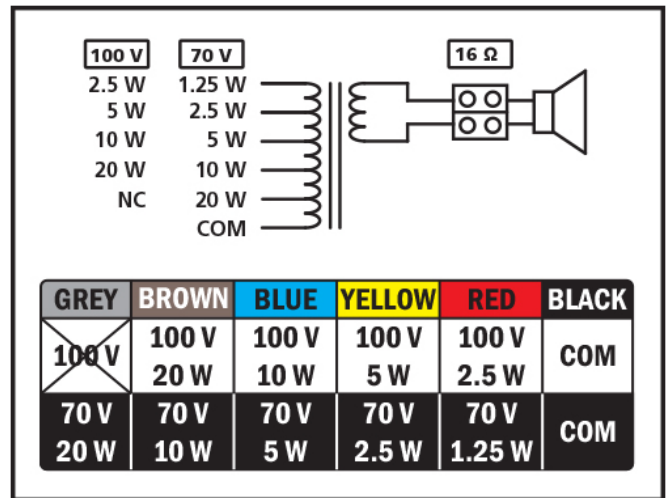 100 V 70 V 16 Ω
2.5 W 1.25 W
5 W 2.5 W
10 W 5 W
20 W 10 W
NC 20 W
COM
GREY BROWN BLUE YELLOW RED BLACK
100 V 100 V 100 V 100 V 100 V COM
20 W 10 W 5 W 2.5 W
70 V 70 V 70 V 70 V 70 V COM
20 W 10 W 5 W 2.5 W 1.25 W